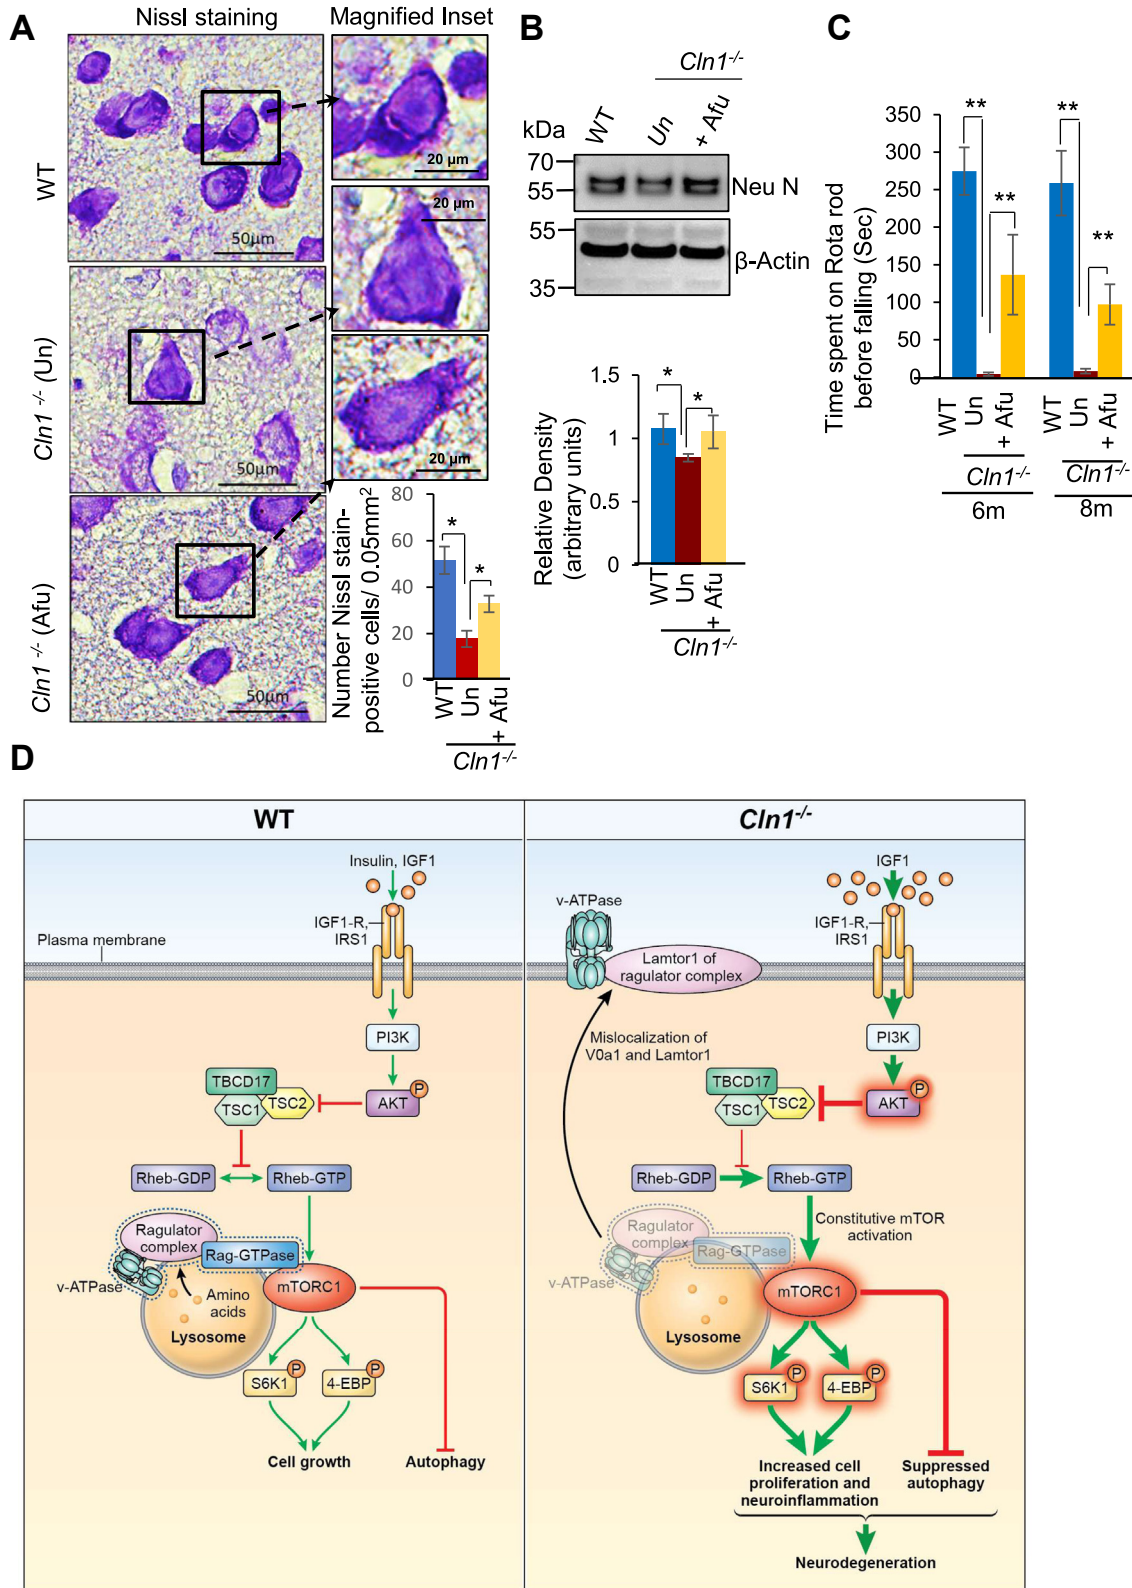 A
Nissl staining
Magnified Inset
WT
50µm
20 µm
Cln1 -/- (Un)
50µm
20 µm
Cln1 -/- (Afu)
50µm
20 µm
Number Nissl stain-
positive cells/ 0.05mm2
80
60
40
20
0
*
*
WT
Un
+ Afu
Cln1-/-
B
Cln1-/-
kDa
WT
Un
+ Afu
70
55
Neu N
55
35
β-Actin
Relative Density
(arbitrary units)
1.5
1
0.5
0
*
*
WT
Un
+ Afu
Cln1-/-
C
Time spent on Rota rod
before falling (Sec)
350
300
250
200
150
100
50
0
**
**
**
**
WT
Un
+ Afu
WT
Un
+ Afu
Cln1-/-
Cln1-/-
6m
8m
D
WT
Insulin, IGF1
IGF1-R,
IRS1
Plasma membrane
PI3K
TBCD17
TSC1
TSC2
AKT
P
Rheb-GDP
Rheb-GTP
Ragulator
complex
Rag-GTPase
v-ATPase
Amino
acids
mTORC1
Lysosome
S6K1
P
4-EBP
P
Cell growth
Autophagy
Cln1-/-
IGF1
v-ATPase
IGF1-R,
IRS1
Lamtor1 of
ragulator complex
Mislocalization of
V0a1 and Lamtor1
PI3K
TBCD17
TSC1
TSC2
AKT
P
Rheb-GDP
Rheb-GTP
Constitutive mTOR
activation
Ragulator
complex
Rag-GTPase
v-ATPase
mTORC1
Lysosome
S6K1
P
4-EBP
P
Increased cell
proliferation and
neuroinflammation
Suppressed
autophagy
Neurodegeneration